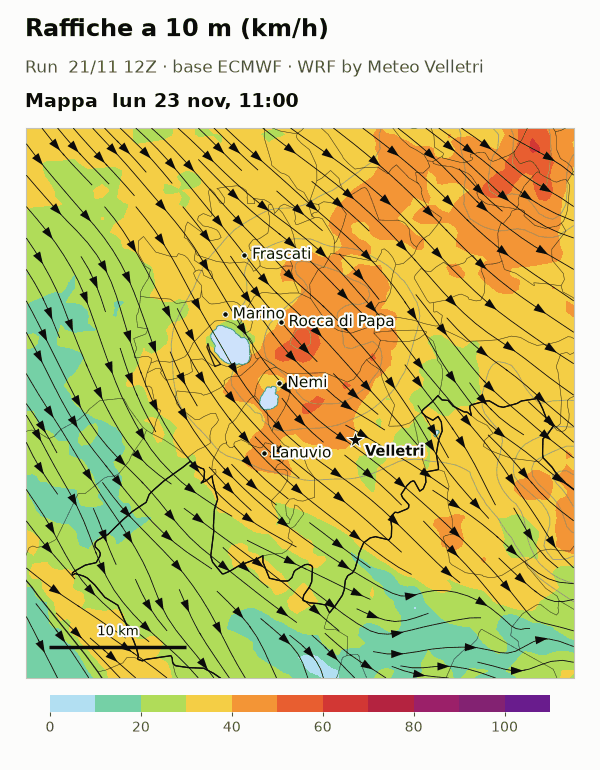 Raffiche a 10 m (km/h)
Run  21/11 12Z · base ECMWF · WRF by Meteo Velletri
Mappa  lun 23 nov, 11:00
Frascati
Marino
Rocca di Papa
Nemi
Velletri
Lanuvio
10 km
0 20 40 60 80 100